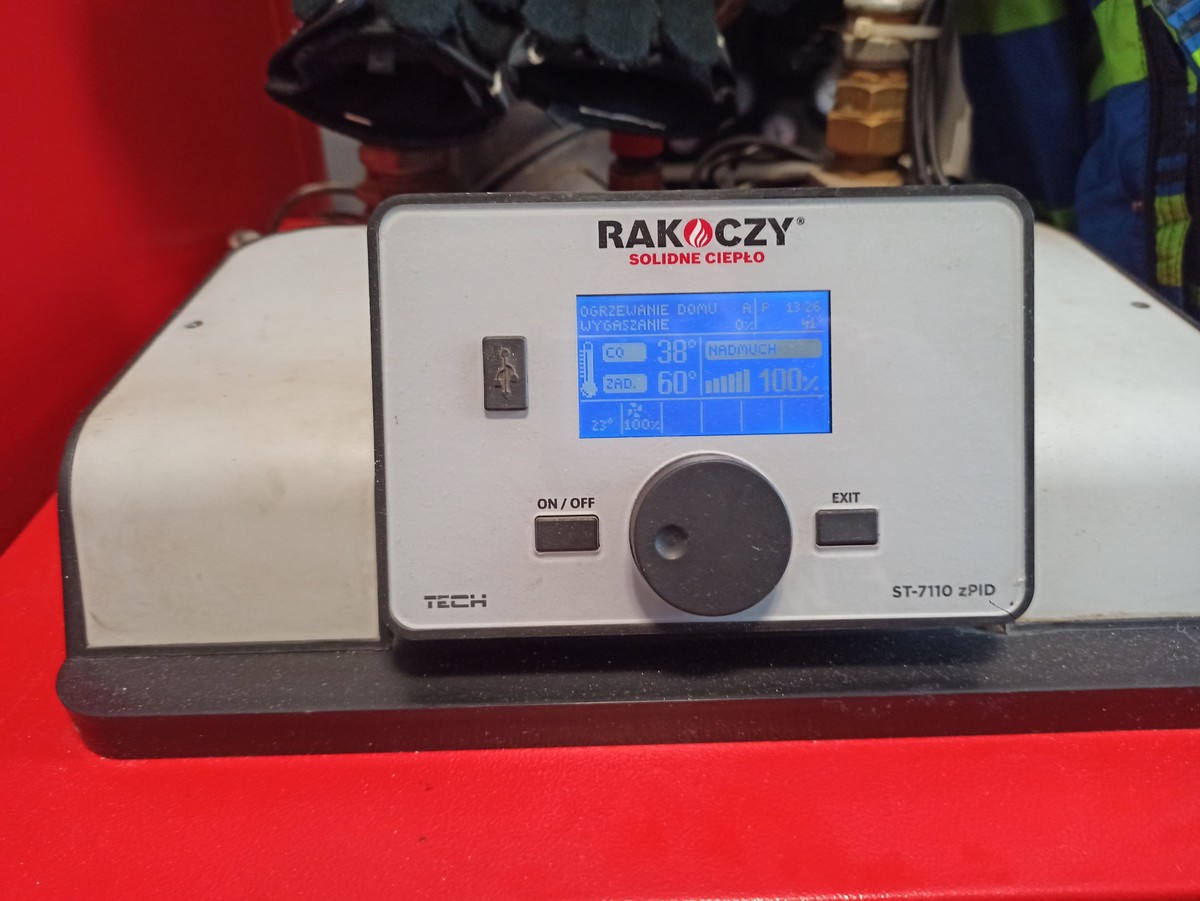 RAKOCZY®
SOLIDNE CIEPŁO
OGRZEWANIE DOMU A P 13:26
WYGASZANIE 0%
CO 38° NADMUCH
ZAD. 60° 100%
23° 100%
ON / OFF
EXIT
TECH
ST-7110 zPID